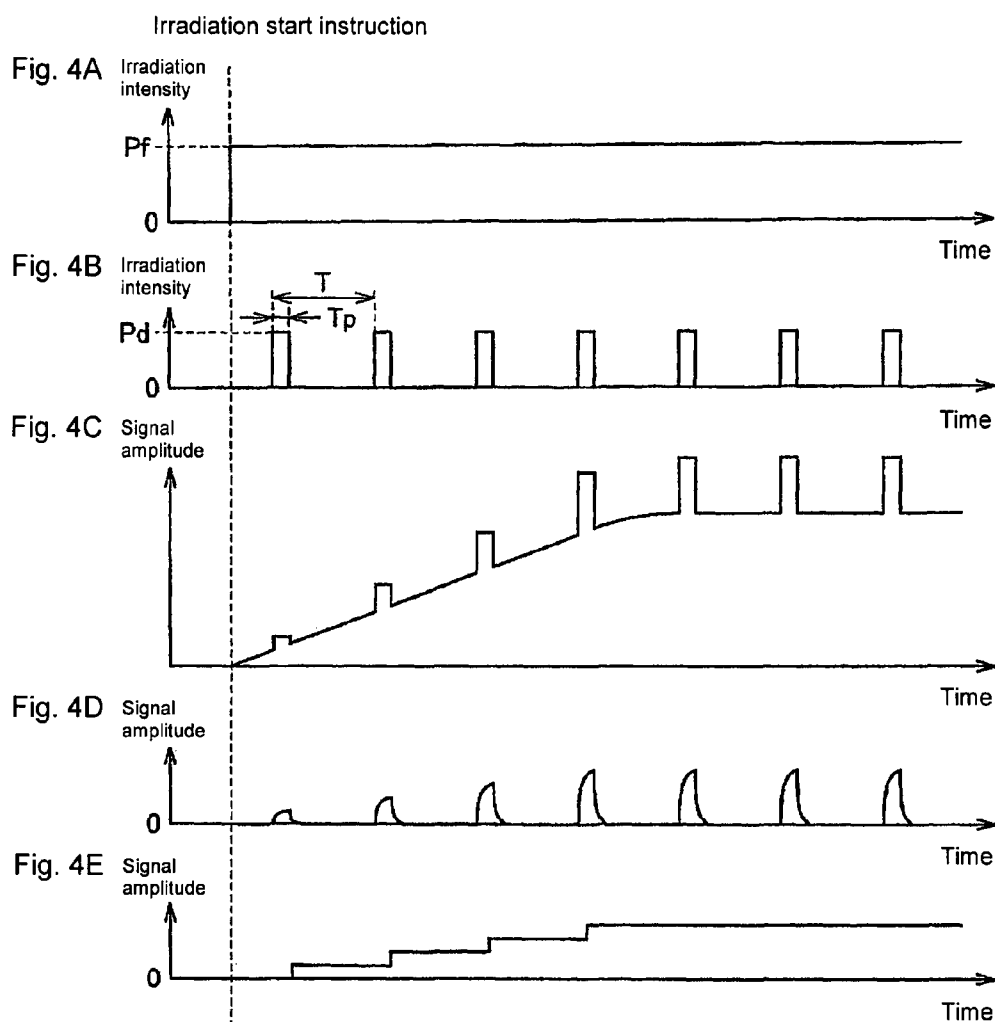 Irradiation start instruction
Fig. 4A
Irradiation
intensity
Pf
0
Time
Fig. 4B
Irradiation
intensity
T
Tp
Pd
0
Time
Fig. 4C
Signal
amplitude
Time
Fig. 4D
Signal
amplitude
0
Time
Fig. 4E
Signal
amplitude
0
Time